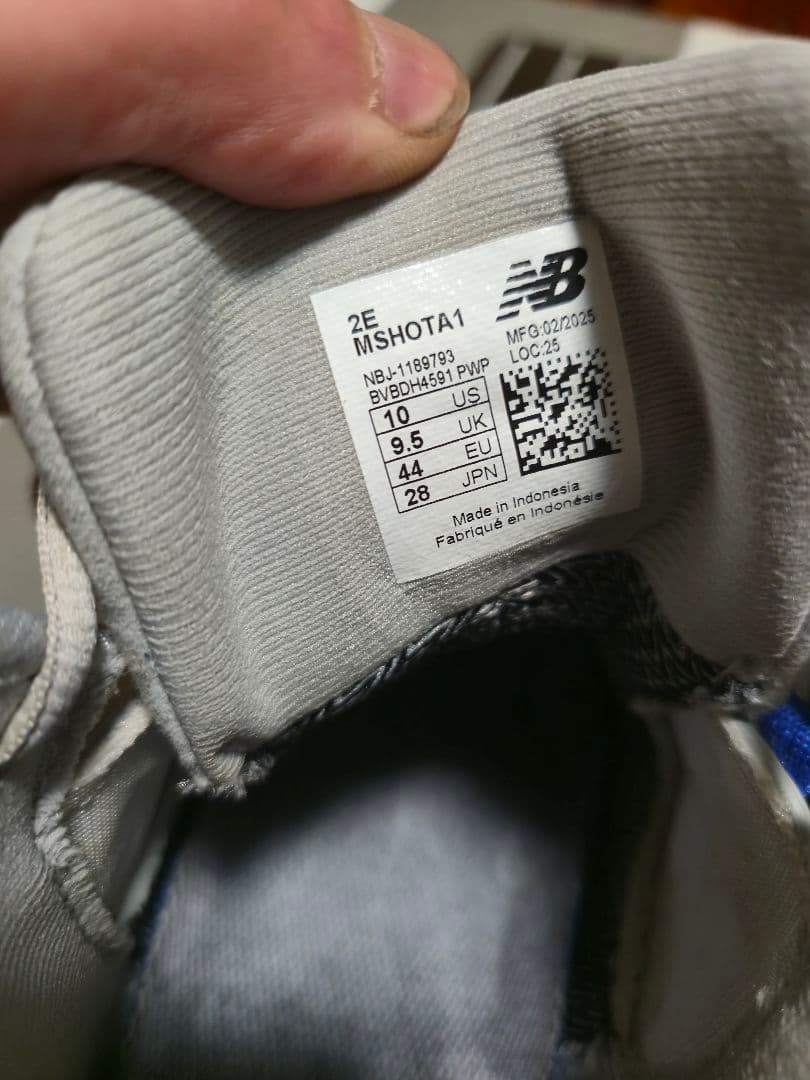 NB
2E
MSHOTA1
MFG:02/2025
LOC:25
NBJ-1189793
BVBDH4591 PWP
10 US
9.5 UK
44 EU
28 JPN
Made in Indonesia
Fabriqué en Indonésie